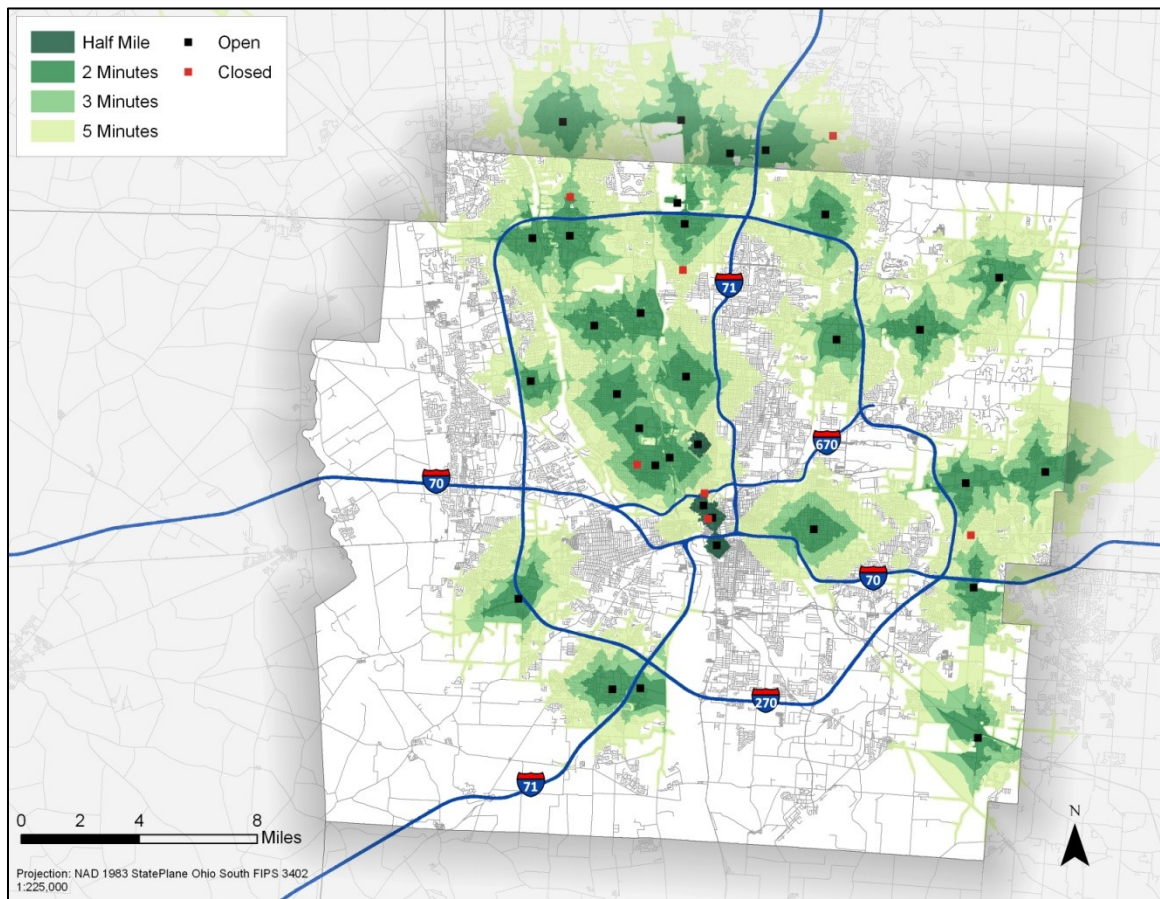 Half Mile
2 Minutes
3 Minutes
5 Minutes
Open
Closed
71
670
70
70
270
71
0 2 4 8
Miles
N
Projection: NAD 1983 StatePlane Ohio South FIPS 3402
1:225,000